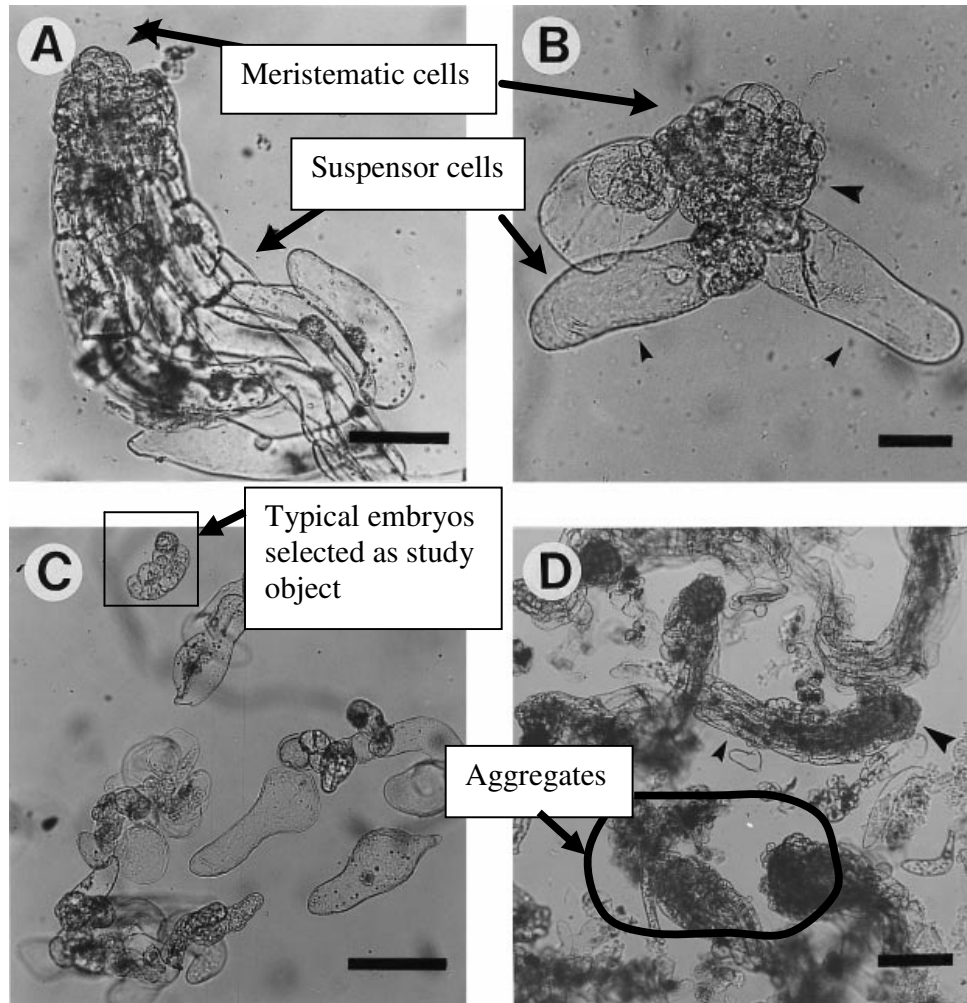 A
B
Meristematic cells
Suspensor cells
C
Typical embryos
selected as study
object
D
Aggregates